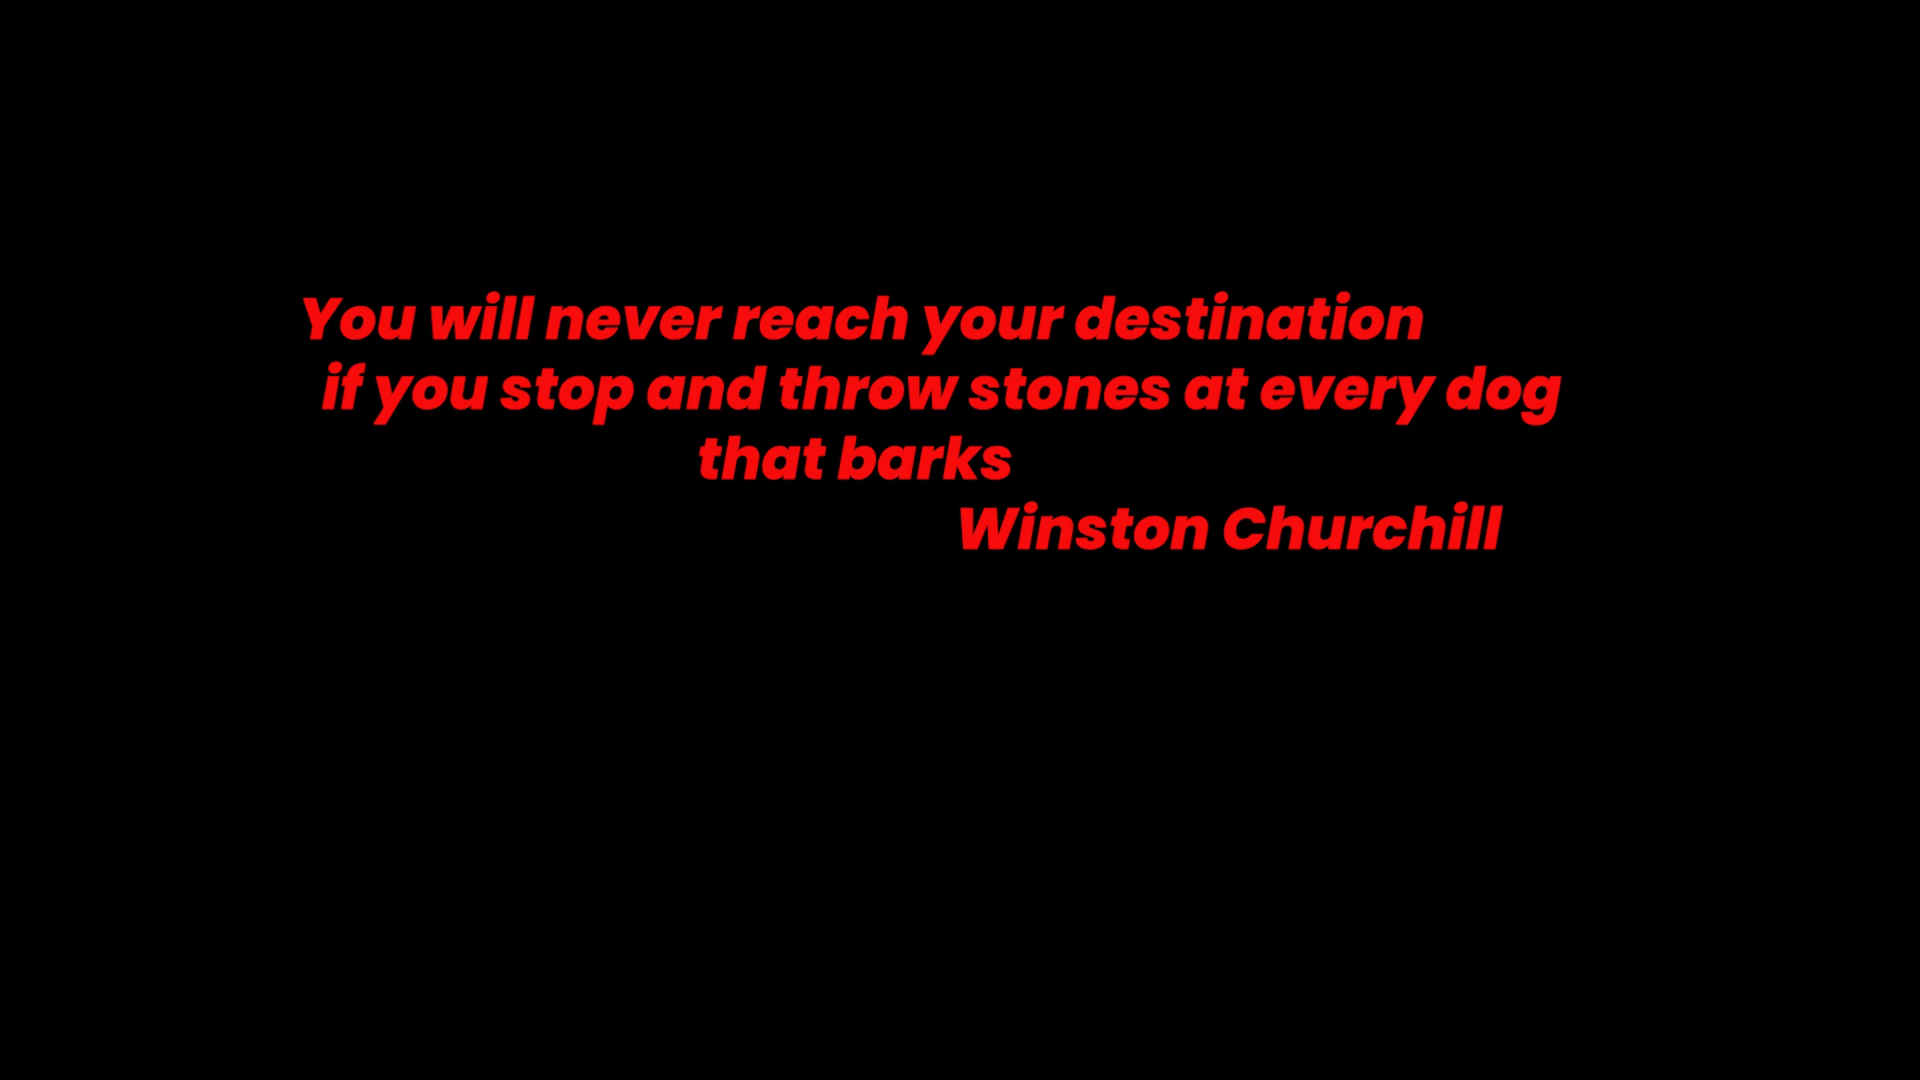 You will never reach your destination
if you stop and throw stones at every dog
that barks
Winston Churchill